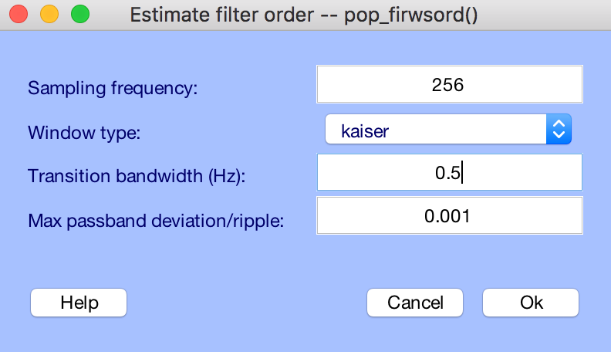 Estimate filter order -- pop_firwsord()
Sampling frequency: 256
Window type: kaiser
Transition bandwidth (Hz): 0.5
Max passband deviation/ripple: 0.001
Help Cancel Ok